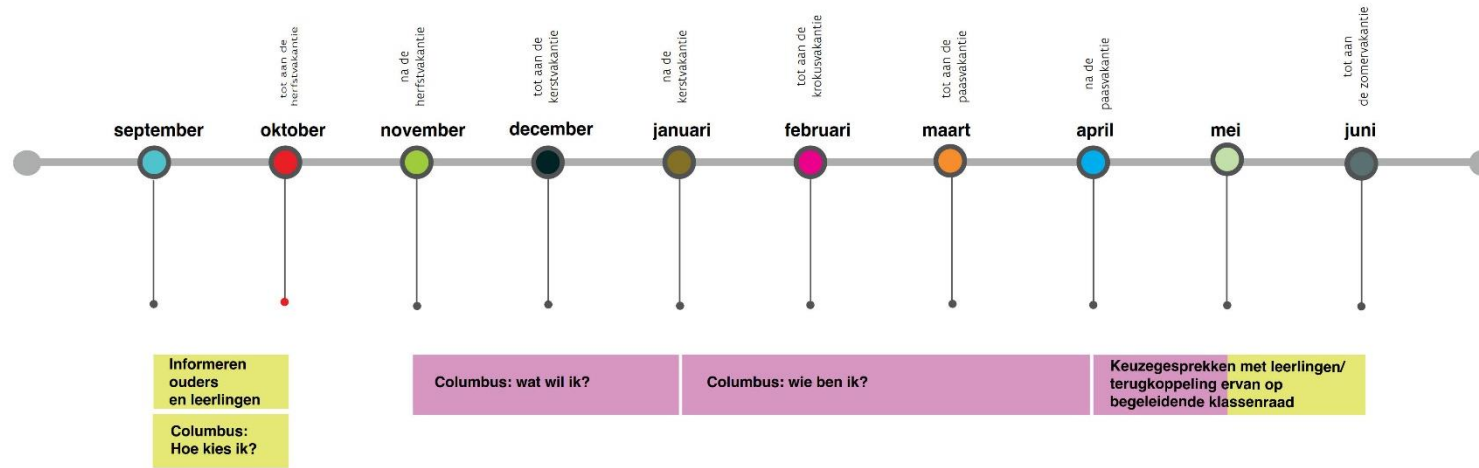 tot aan de
herfstvakantie
na de
herfstvakantie
tot aan de
kerstvakantie
na de
kerstvakantie
tot aan de
krokusvakantie
tot aan de
paasvakantie
na de
paasvakantie
tot aan
de zomervakantie
september
oktober
november
december
januari
februari
maart
april
mei
juni
Informeren
ouders
en leerlingen
Columbus:
Hoe kies ik?
Columbus: wat wil ik?
Columbus: wie ben ik?
Keuzegesprekken met leerlingen/
terugkoppeling ervan op
begeleidende klassenraad